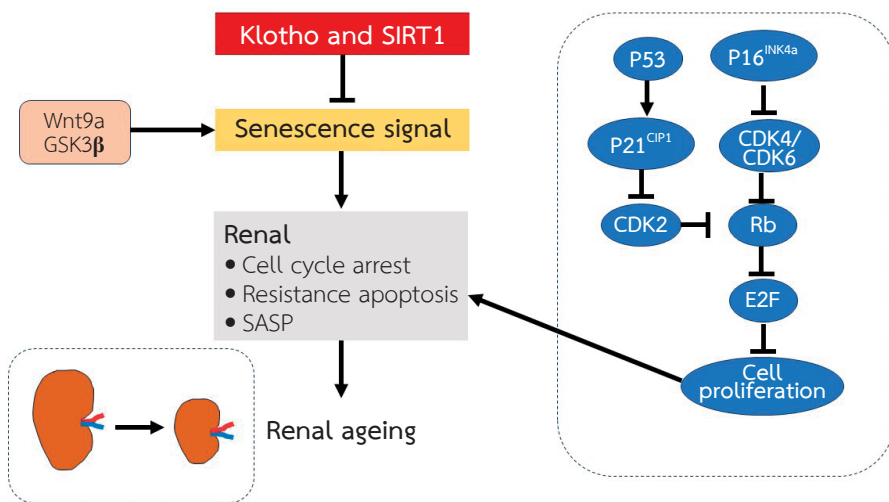 Klotho and SIRT1
Wnt9a
GSK3β
Senescence signal
Renal
• Cell cycle arrest
• Resistance apoptosis
• SASP
Renal ageing
P53
P16INK4a
P21CIP1
CDK4/
CDK6
CDK2
Rb
E2F
Cell
proliferation